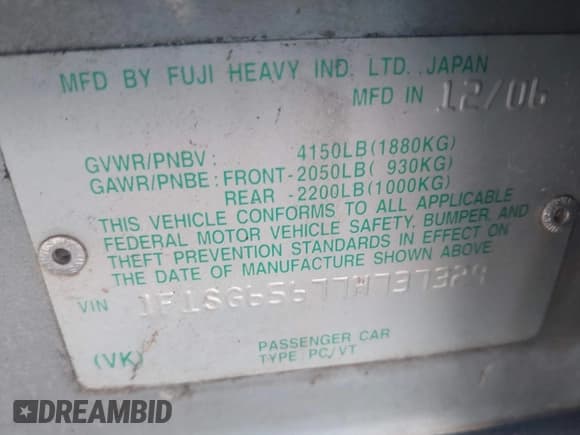 MFD BY FUJI HEAVY IND. LTD. JAPAN
MFD IN 12/06
GVWR/PNBV: 4150LB(1880KG)
GAWR/PNBE: FRONT-2050LB( 930KG)
REAR -2200LB(1000KG)
THIS VEHICLE CONFORMS TO ALL APPLICABLE
FEDERAL MOTOR VEHICLE SAFETY, BUMPER, AND
THEFT PREVENTION STANDARDS IN EFFECT ON
THE DATE OF MANUFACTURE SHOWN ABOVE
VIN
(VK)
PASSENGER CAR
TYPE:PC/VT
DREAMBID